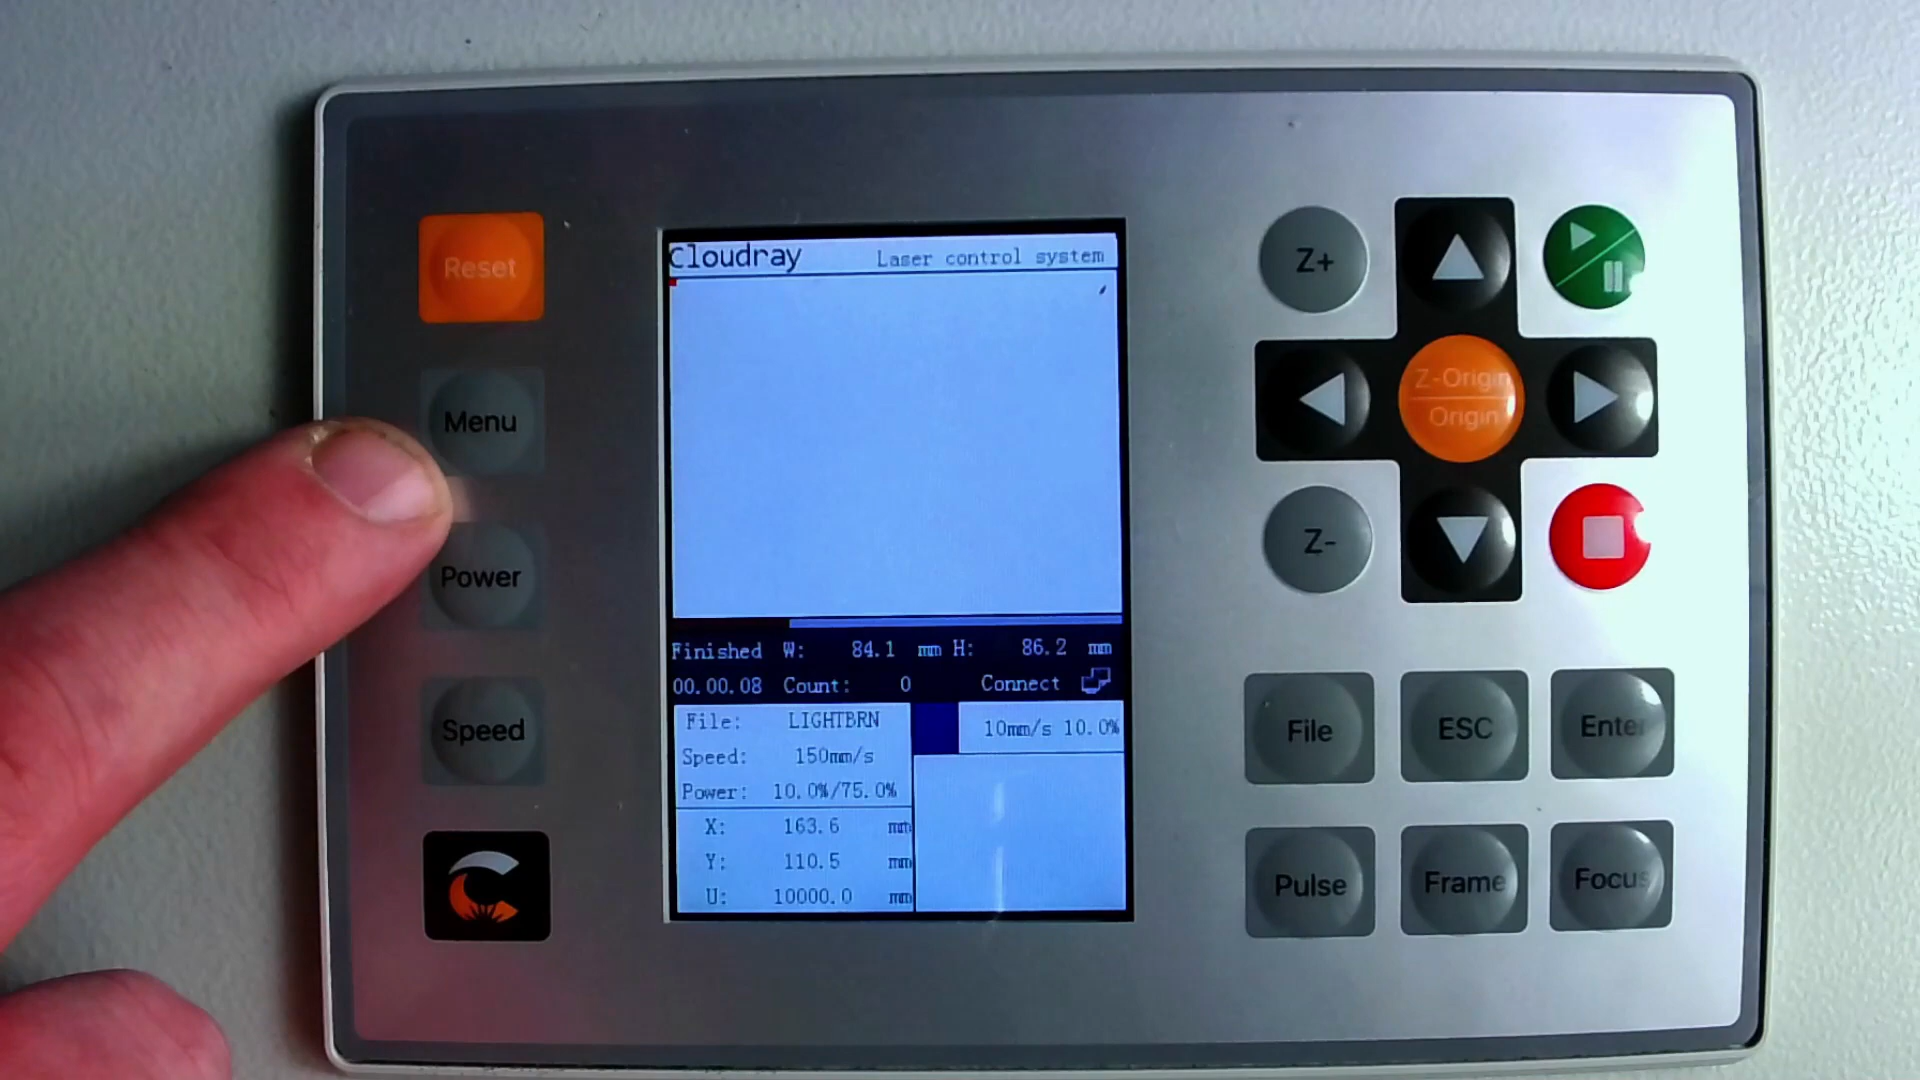 Reset
Menu
Power
Speed
Cloudray Laser control system
Finished W: 84.1 mm H: 86.2 mm
00.00.08 Count: 0 Connect
File: LIGHTBRN
Speed: 150mm/s
Power: 10.0%/75.0%
X: 163.6 mm
Y: 110.5 mm
U: 10000.0 mm
10mm/s 10.0%
Z+
Z-Origin
Origin
Z-
File ESC Enter
Pulse Frame Focus